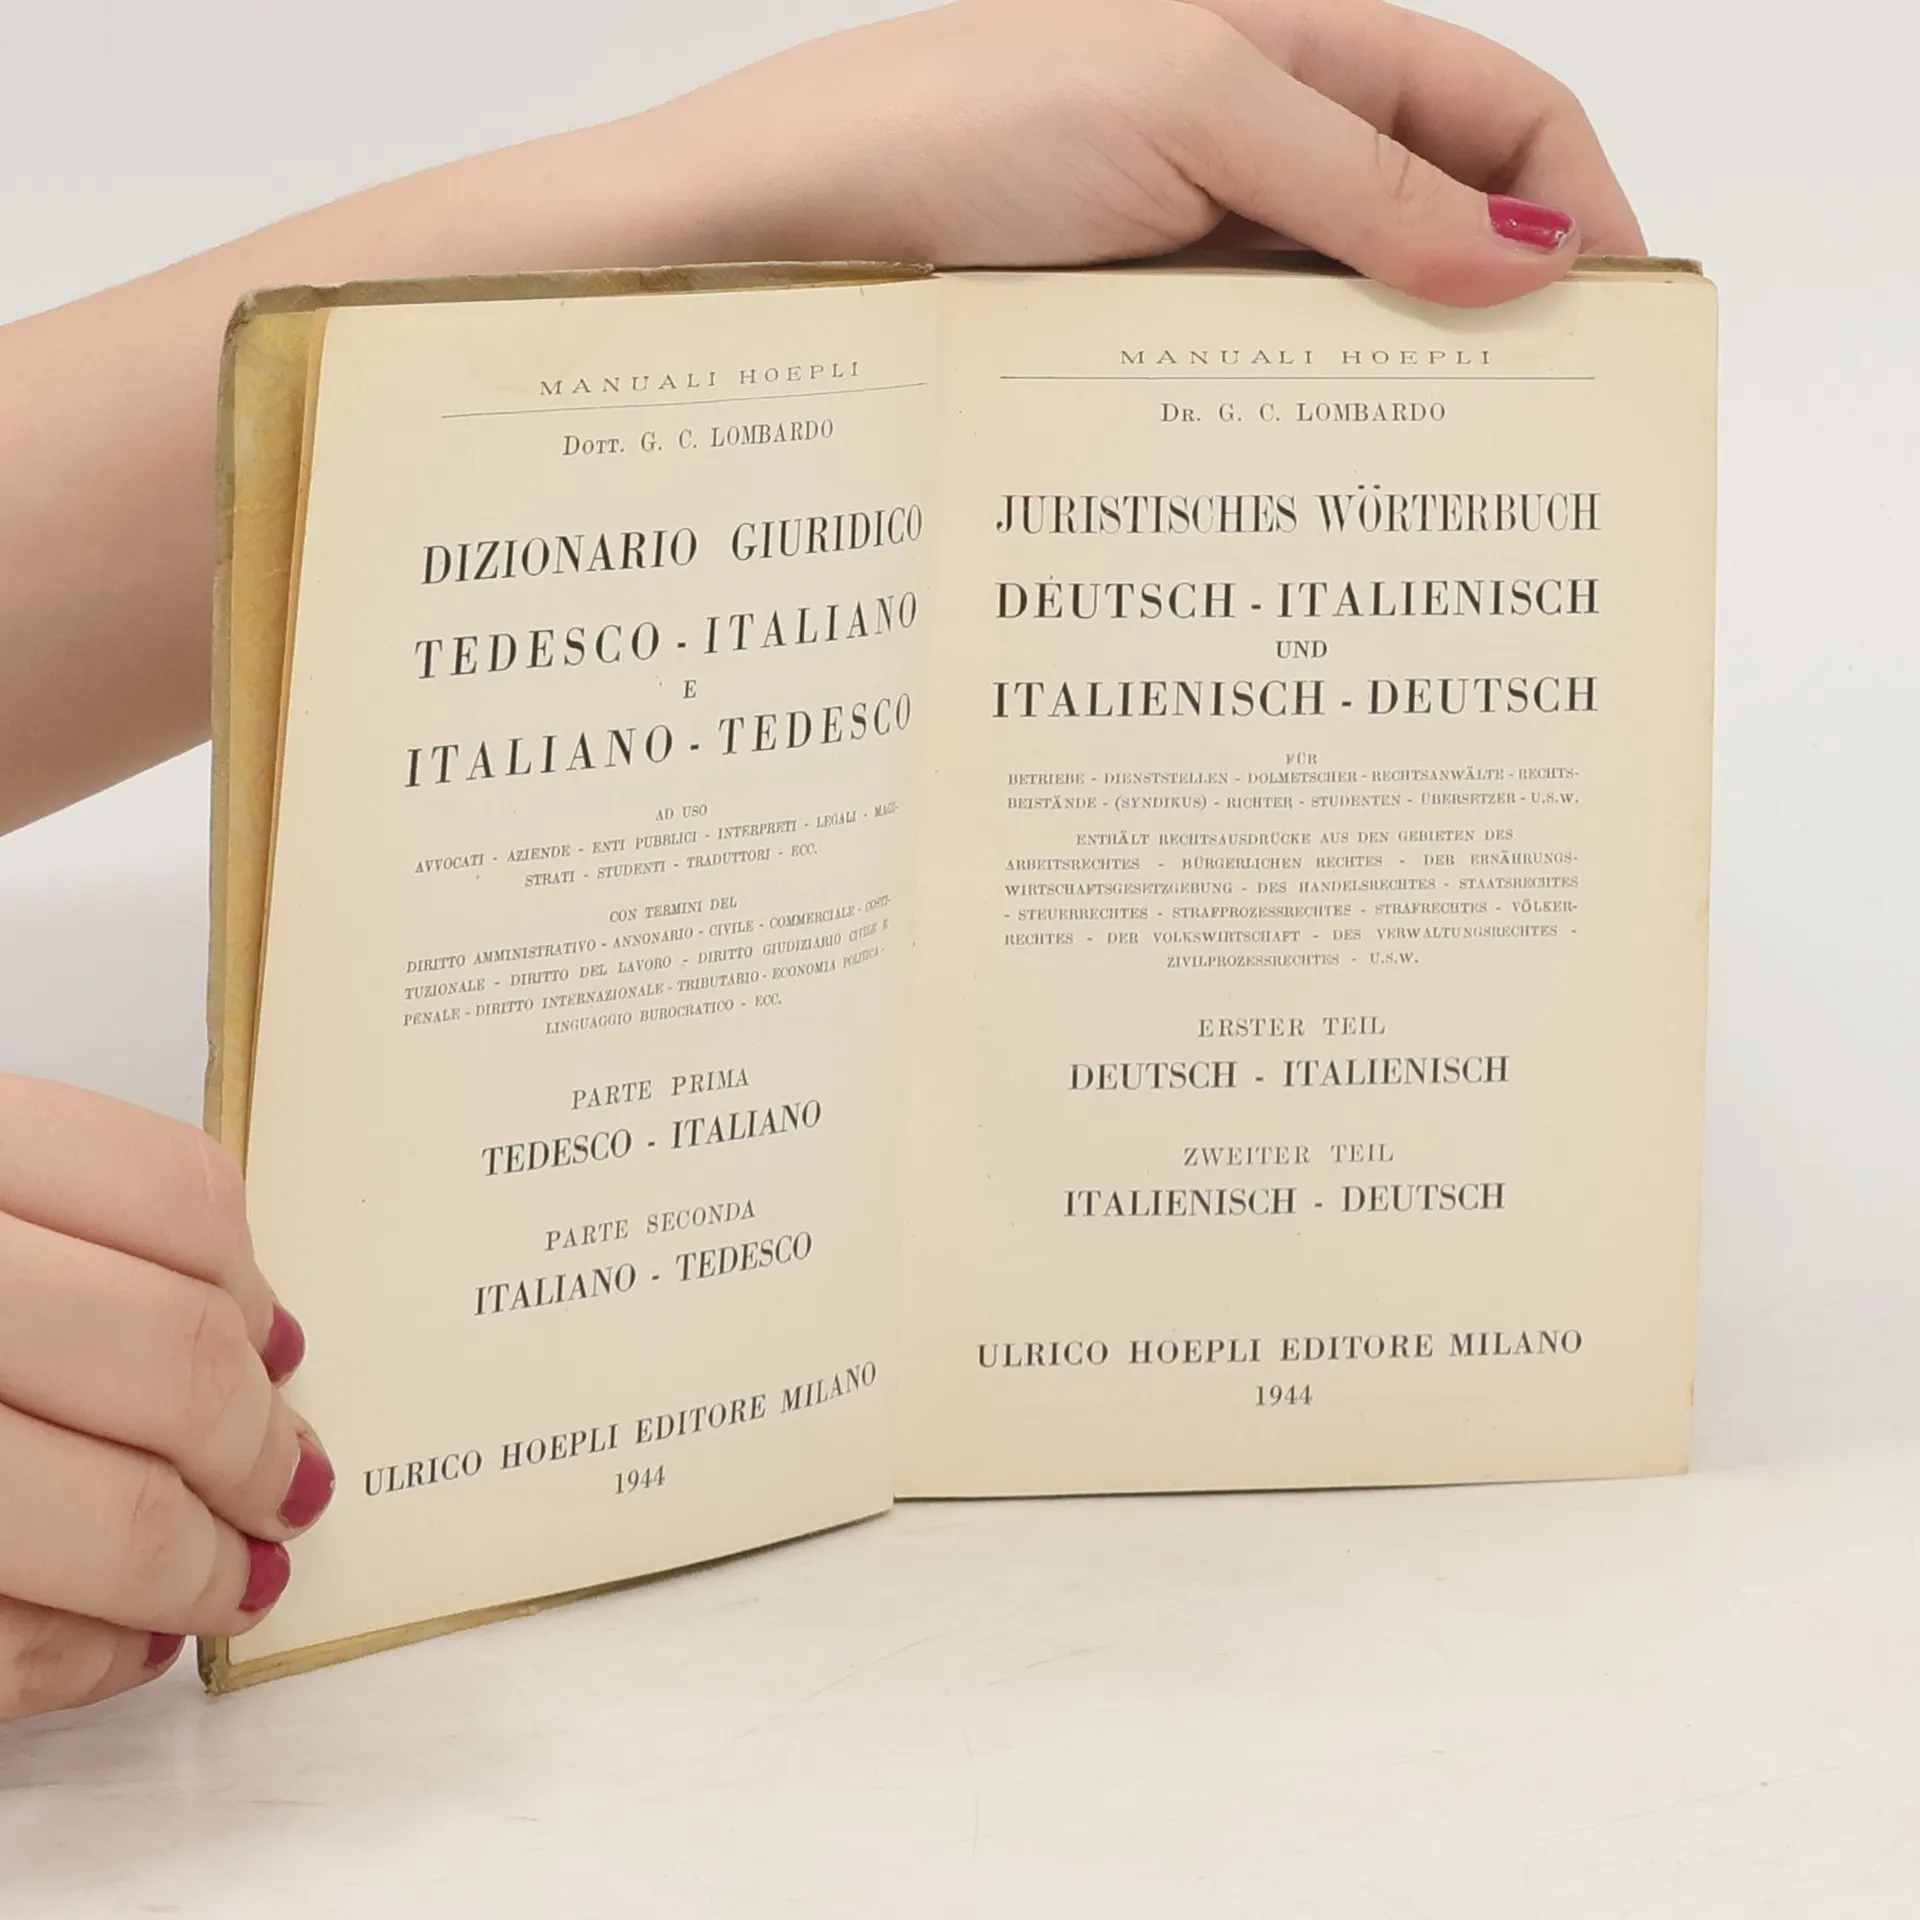 MANUALI HOEPLI
DOTT. G. C. LOMBARDO
DIZIONARIO GIURIDICO
TEDESCO - ITALIANO
E
ITALIANO - TEDESCO
AD USO
AVVOCATI - AZIENDE - ENTI PUBBLICI - INTERPRETI - LEGALI - MAGI-
STRATI - STUDENTI - TRADUTTORI - ECC.
CON TERMINI DEL
DIRITTO AMMINISTRATIVO - ANNONARIO - CIVILE - COMMERCIALE - COSTI-
TUZIONALE - DIRITTO DEL LAVORO - DIRITTO GIUDIZIARIO CIVILE E
PENALE - DIRITTO INTERNAZIONALE - TRIBUTARIO - ECONOMIA POLITICA -
LINGUAGGIO BUROCRATICO - ECC.
PARTE PRIMA
TEDESCO - ITALIANO
PARTE SECONDA
ITALIANO - TEDESCO
ULRICO HOEPLI EDITORE MILANO
1944
MANUALI HOEPLI
DR. G. C. LOMBARDO
JURISTISCHES WÖRTERBUCH
DEUTSCH - ITALIENISCH
UND
ITALIENISCH - DEUTSCH
FÜR
BETRIEBE - DIENSTSTELLEN - DOLMETSCHER - RECHTSANWÄLTE - RECHTS-
BEISTÄNDE - (SYNDIKUS) - RICHTER - STUDENTEN - ÜBERSETZER - U.S.W.
ENTHÄLT RECHTSAUSDRÜCKE AUS DEN GEBIETEN DES
ARBEITSRECHTES - BÜRGERLICHEN RECHTES - DER ERNÄHRUNGS-
WIRTSCHAFTSGESETZGEBUNG - DES HANDELSRECHTES - STAATSRECHTES
- STEUERRECHTES - STRAFPROZESSRECHTES - STRAFRECHTES - VÖLKER-
RECHTES - DER VOLKSWIRTSCHAFT - DES VERWALTUNGSRECHTES -
ZIVILPROZESSRECHTES - U.S.W.
ERSTER TEIL
DEUTSCH - ITALIENISCH
ZWEITER TEIL
ITALIENISCH - DEUTSCH
ULRICO HOEPLI EDITORE MILANO
1944